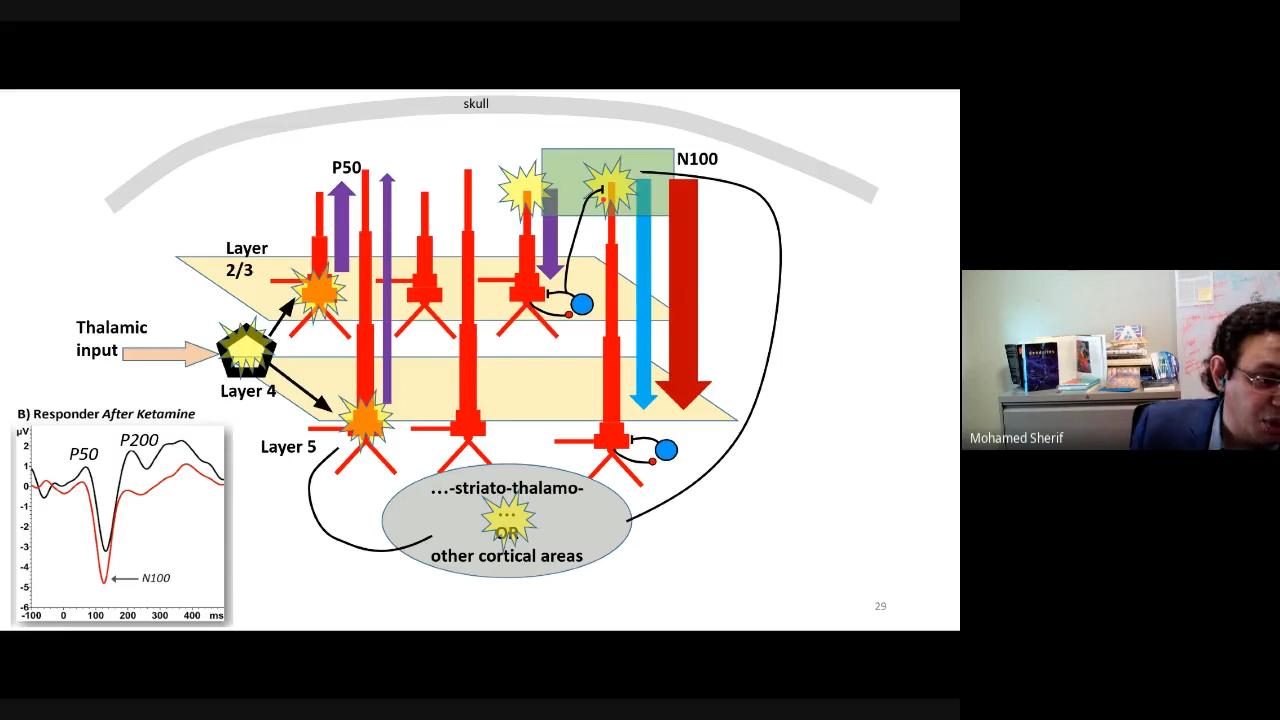 skull
P50
N100
Layer
2/3
Thalamic
input
Layer 4
Layer 5
...-striato-thalamo-
...
OR
other cortical areas
B) Responder After Ketamine
µV
P50
P200
N100
2
1
0
-1
-2
-3
-4
-5
-6
-100 0 100 200 300 400 ms
29
Mohamed Sherif